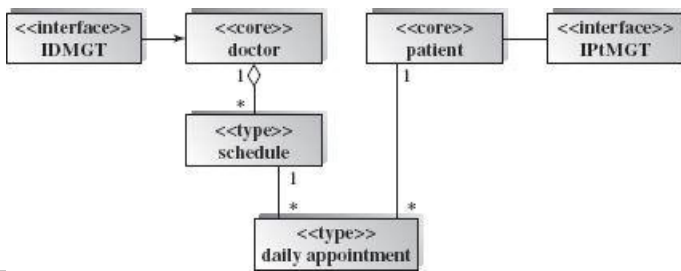 <<interface>>
IDMGT
<<core>>
doctor
<<core>>
patient
<<interface>>
IPtMGT
1
*
1
<<type>>
schedule
1
*
*
<<type>>
daily appointment